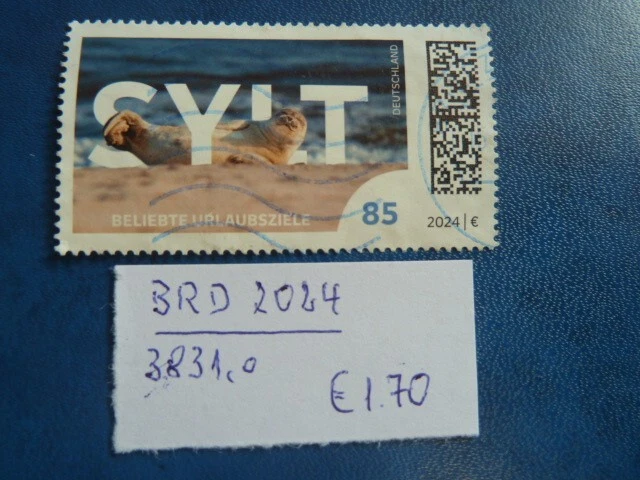 SYLT
DEUTSCHLAND
BELIEBTE URLAUBSZIELE
85
2024 | €
BRD 2024
3831,0
€1.70